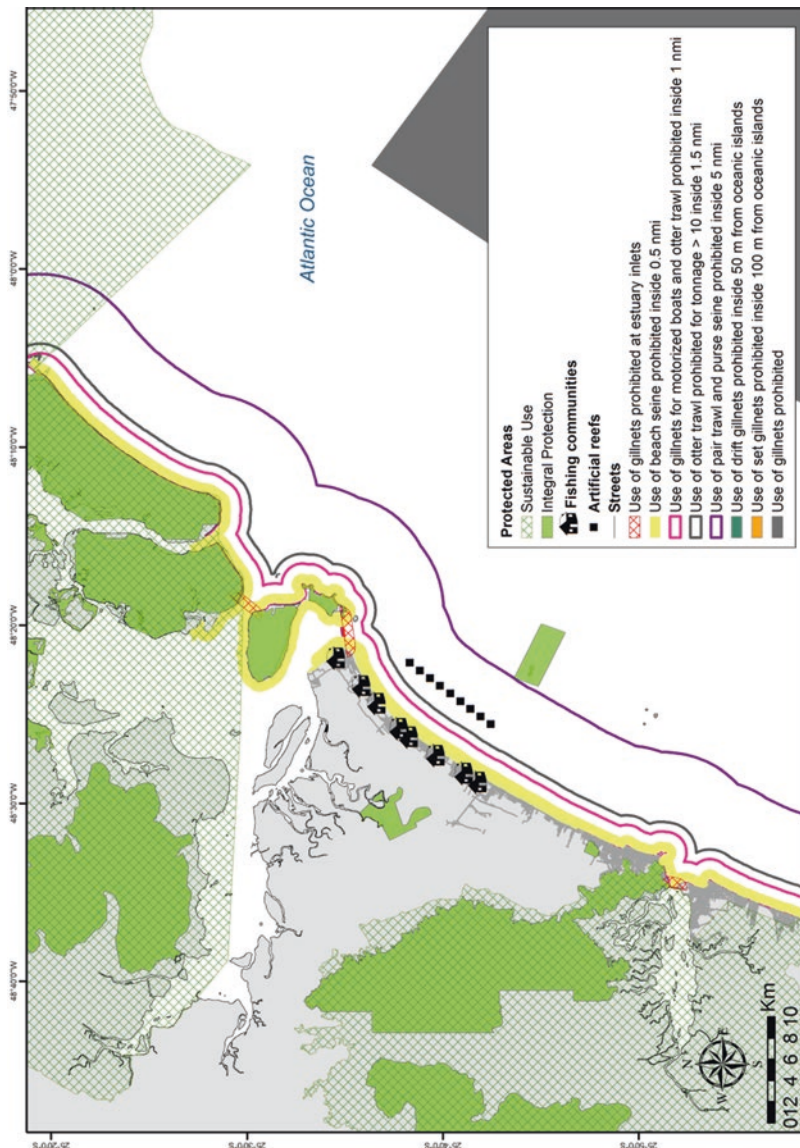 47°50'0"W
48°0'0"W
48°10'0"W
48°20'0"W
48°30'0"W
48°40'0"W
Atlantic Ocean
Protected Areas
Sustainable Use
Integral Protection
Fishing communities
Artificial reefs
Streets
Use of gillnets prohibited at estuary inlets
Use of beach seine prohibited inside 0.5 nmi
Use of gillnets for motorized boats and otter trawl prohibited inside 1 nmi
Use of otter trawl prohibited for tonnage > 10 inside 1.5 nmi
Use of pair trawl and purse seine prohibited inside 5 nmi
Use of drift gillnets prohibited inside 50 m from oceanic islands
Use of set gillnets prohibited inside 100 m from oceanic islands
Use of gillnets prohibited
N
W E
S
012 4 6 8 10
Km